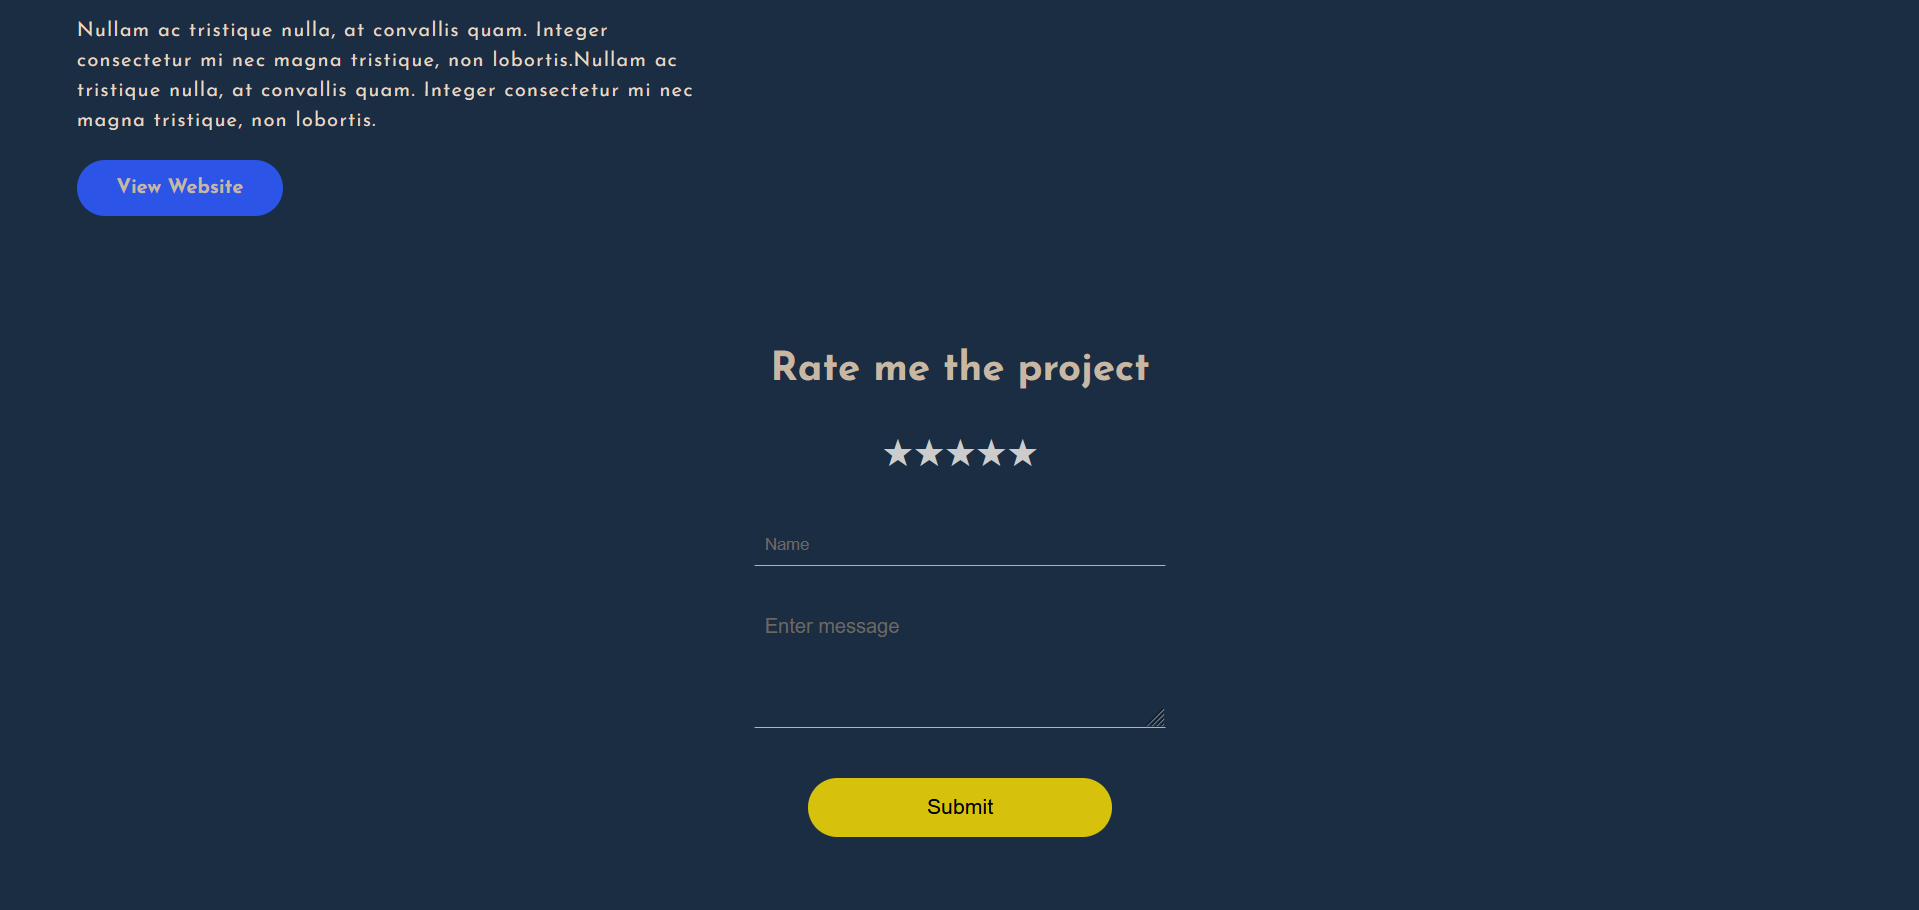 Nullam ac tristique nulla, at convallis quam. Integer
consectetur mi nec magna tristique, non lobortis.Nullam ac
tristique nulla, at convallis quam. Integer consectetur mi nec
magna tristique, non lobortis.
View Website
Rate me the project
★★★★★
Name
Enter message
Submit